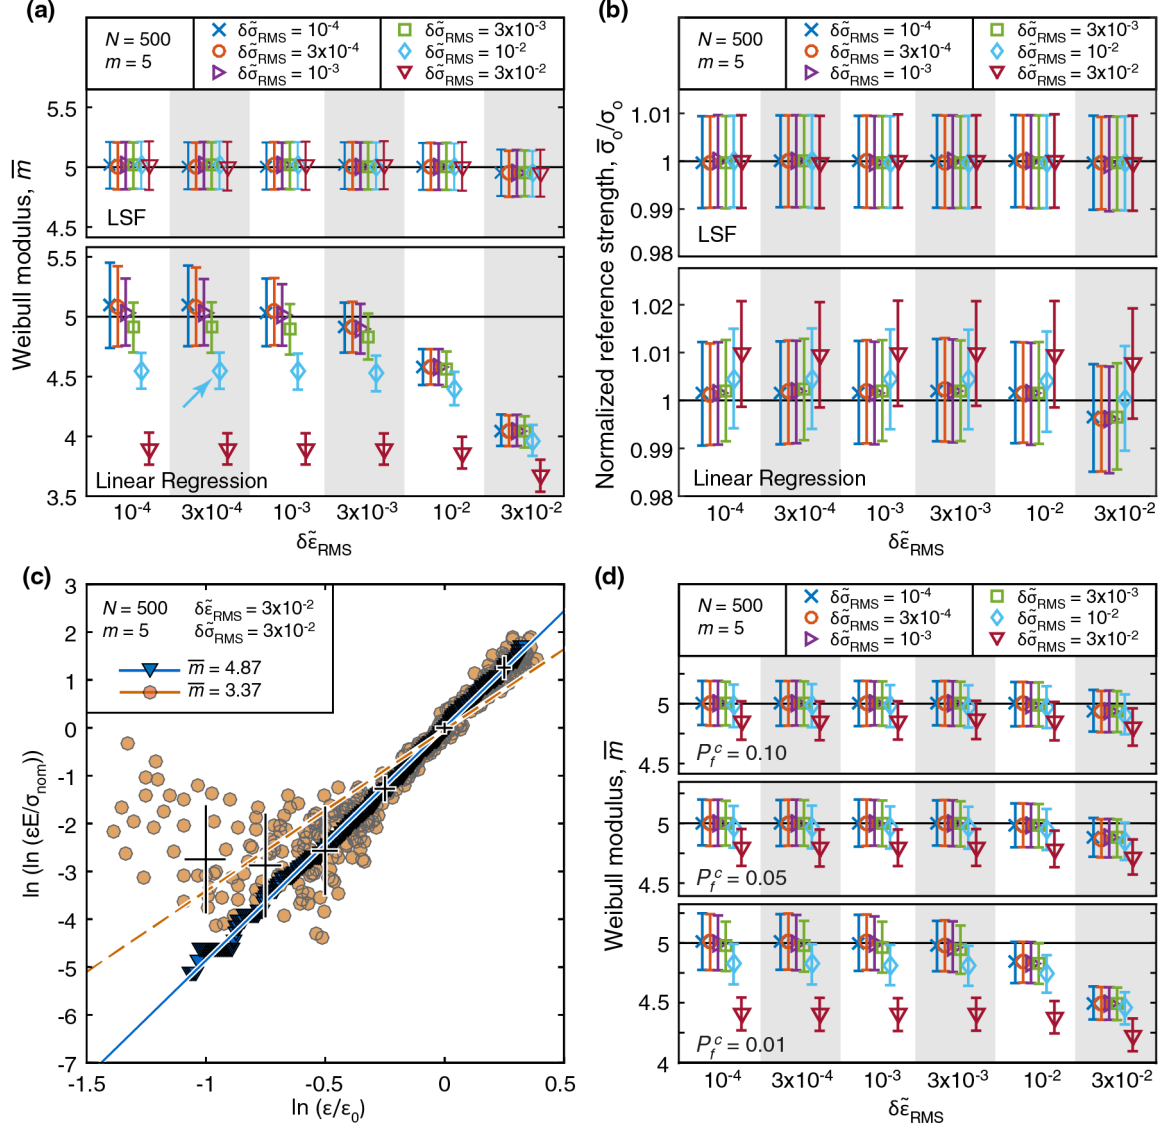 (a)
N = 500
m = 5
δσ̃RMS = 10-4
δσ̃RMS = 3x10-4
δσ̃RMS = 10-3
δσ̃RMS = 3x10-3
δσ̃RMS = 10-2
δσ̃RMS = 3x10-2
Weibull modulus, m̅
5.5
5
4.5
LSF
5.5
5
4.5
4
3.5
Linear Regression
10-4 3x10-4 10-3 3x10-3 10-2 3x10-2
δε̃RMS
(b)
N = 500
m = 5
δσ̃RMS = 10-4
δσ̃RMS = 3x10-4
δσ̃RMS = 10-3
δσ̃RMS = 3x10-3
δσ̃RMS = 10-2
δσ̃RMS = 3x10-2
Normalized reference strength, σ̅o/σo
1.01
1
0.99
0.98
LSF
1.02
1.01
1
0.99
0.98
Linear Regression
10-4 3x10-4 10-3 3x10-3 10-2 3x10-2
δε̃RMS
(c)
N = 500 δε̃RMS = 3x10-2
m = 5 δσ̃RMS = 3x10-2
m̅ = 4.87
m̅ = 3.37
ln (ln (εE/σnom))
3
2
1
0
-1
-2
-3
-4
-5
-6
-7
-1.5 -1 -0.5 0 0.5
ln (ε/ε0)
(d)
N = 500
m = 5
δσ̃RMS = 10-4
δσ̃RMS = 3x10-4
δσ̃RMS = 10-3
δσ̃RMS = 3x10-3
δσ̃RMS = 10-2
δσ̃RMS = 3x10-2
Weibull modulus, m̅
5
4.5
Pfc = 0.10
5
4.5
Pfc = 0.05
5
4.5
4
Pfc = 0.01
10-4 3x10-4 10-3 3x10-3 10-2 3x10-2
δε̃RMS